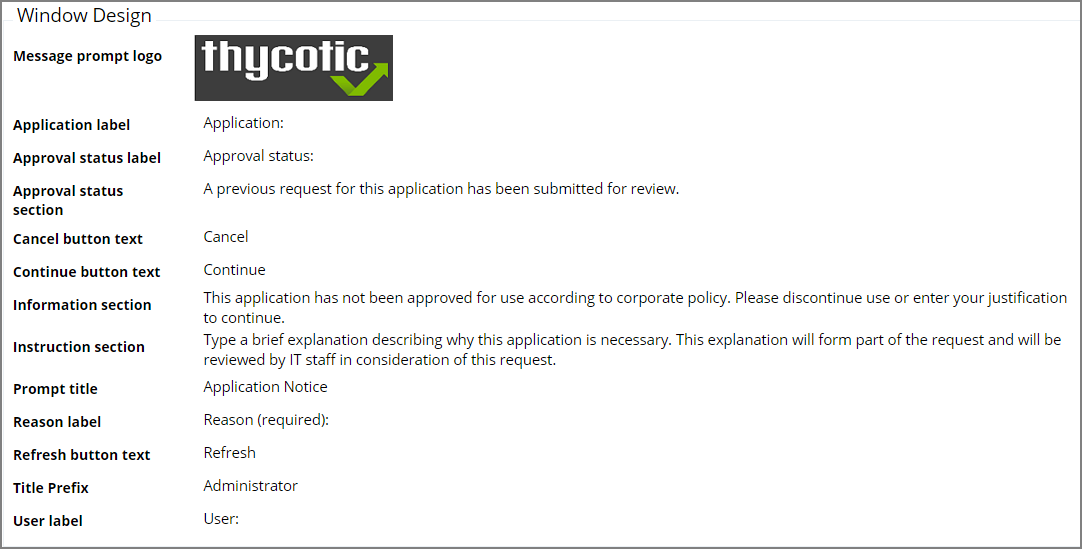 Window Design
Message prompt logo
thycotic
Application label Application:
Approval status label Approval status:
Approval status A previous request for this application has been submitted for review.
section
Cancel button text Cancel
Continue button text Continue
Information section This application has not been approved for use according to corporate policy. Please discontinue use or enter your justification
to continue.
Instruction section Type a brief explanation describing why this application is necessary. This explanation will form part of the request and will be
reviewed by IT staff in consideration of this request.
Prompt title Application Notice
Reason label Reason (required):
Refresh button text Refresh
Title Prefix Administrator
User label User: